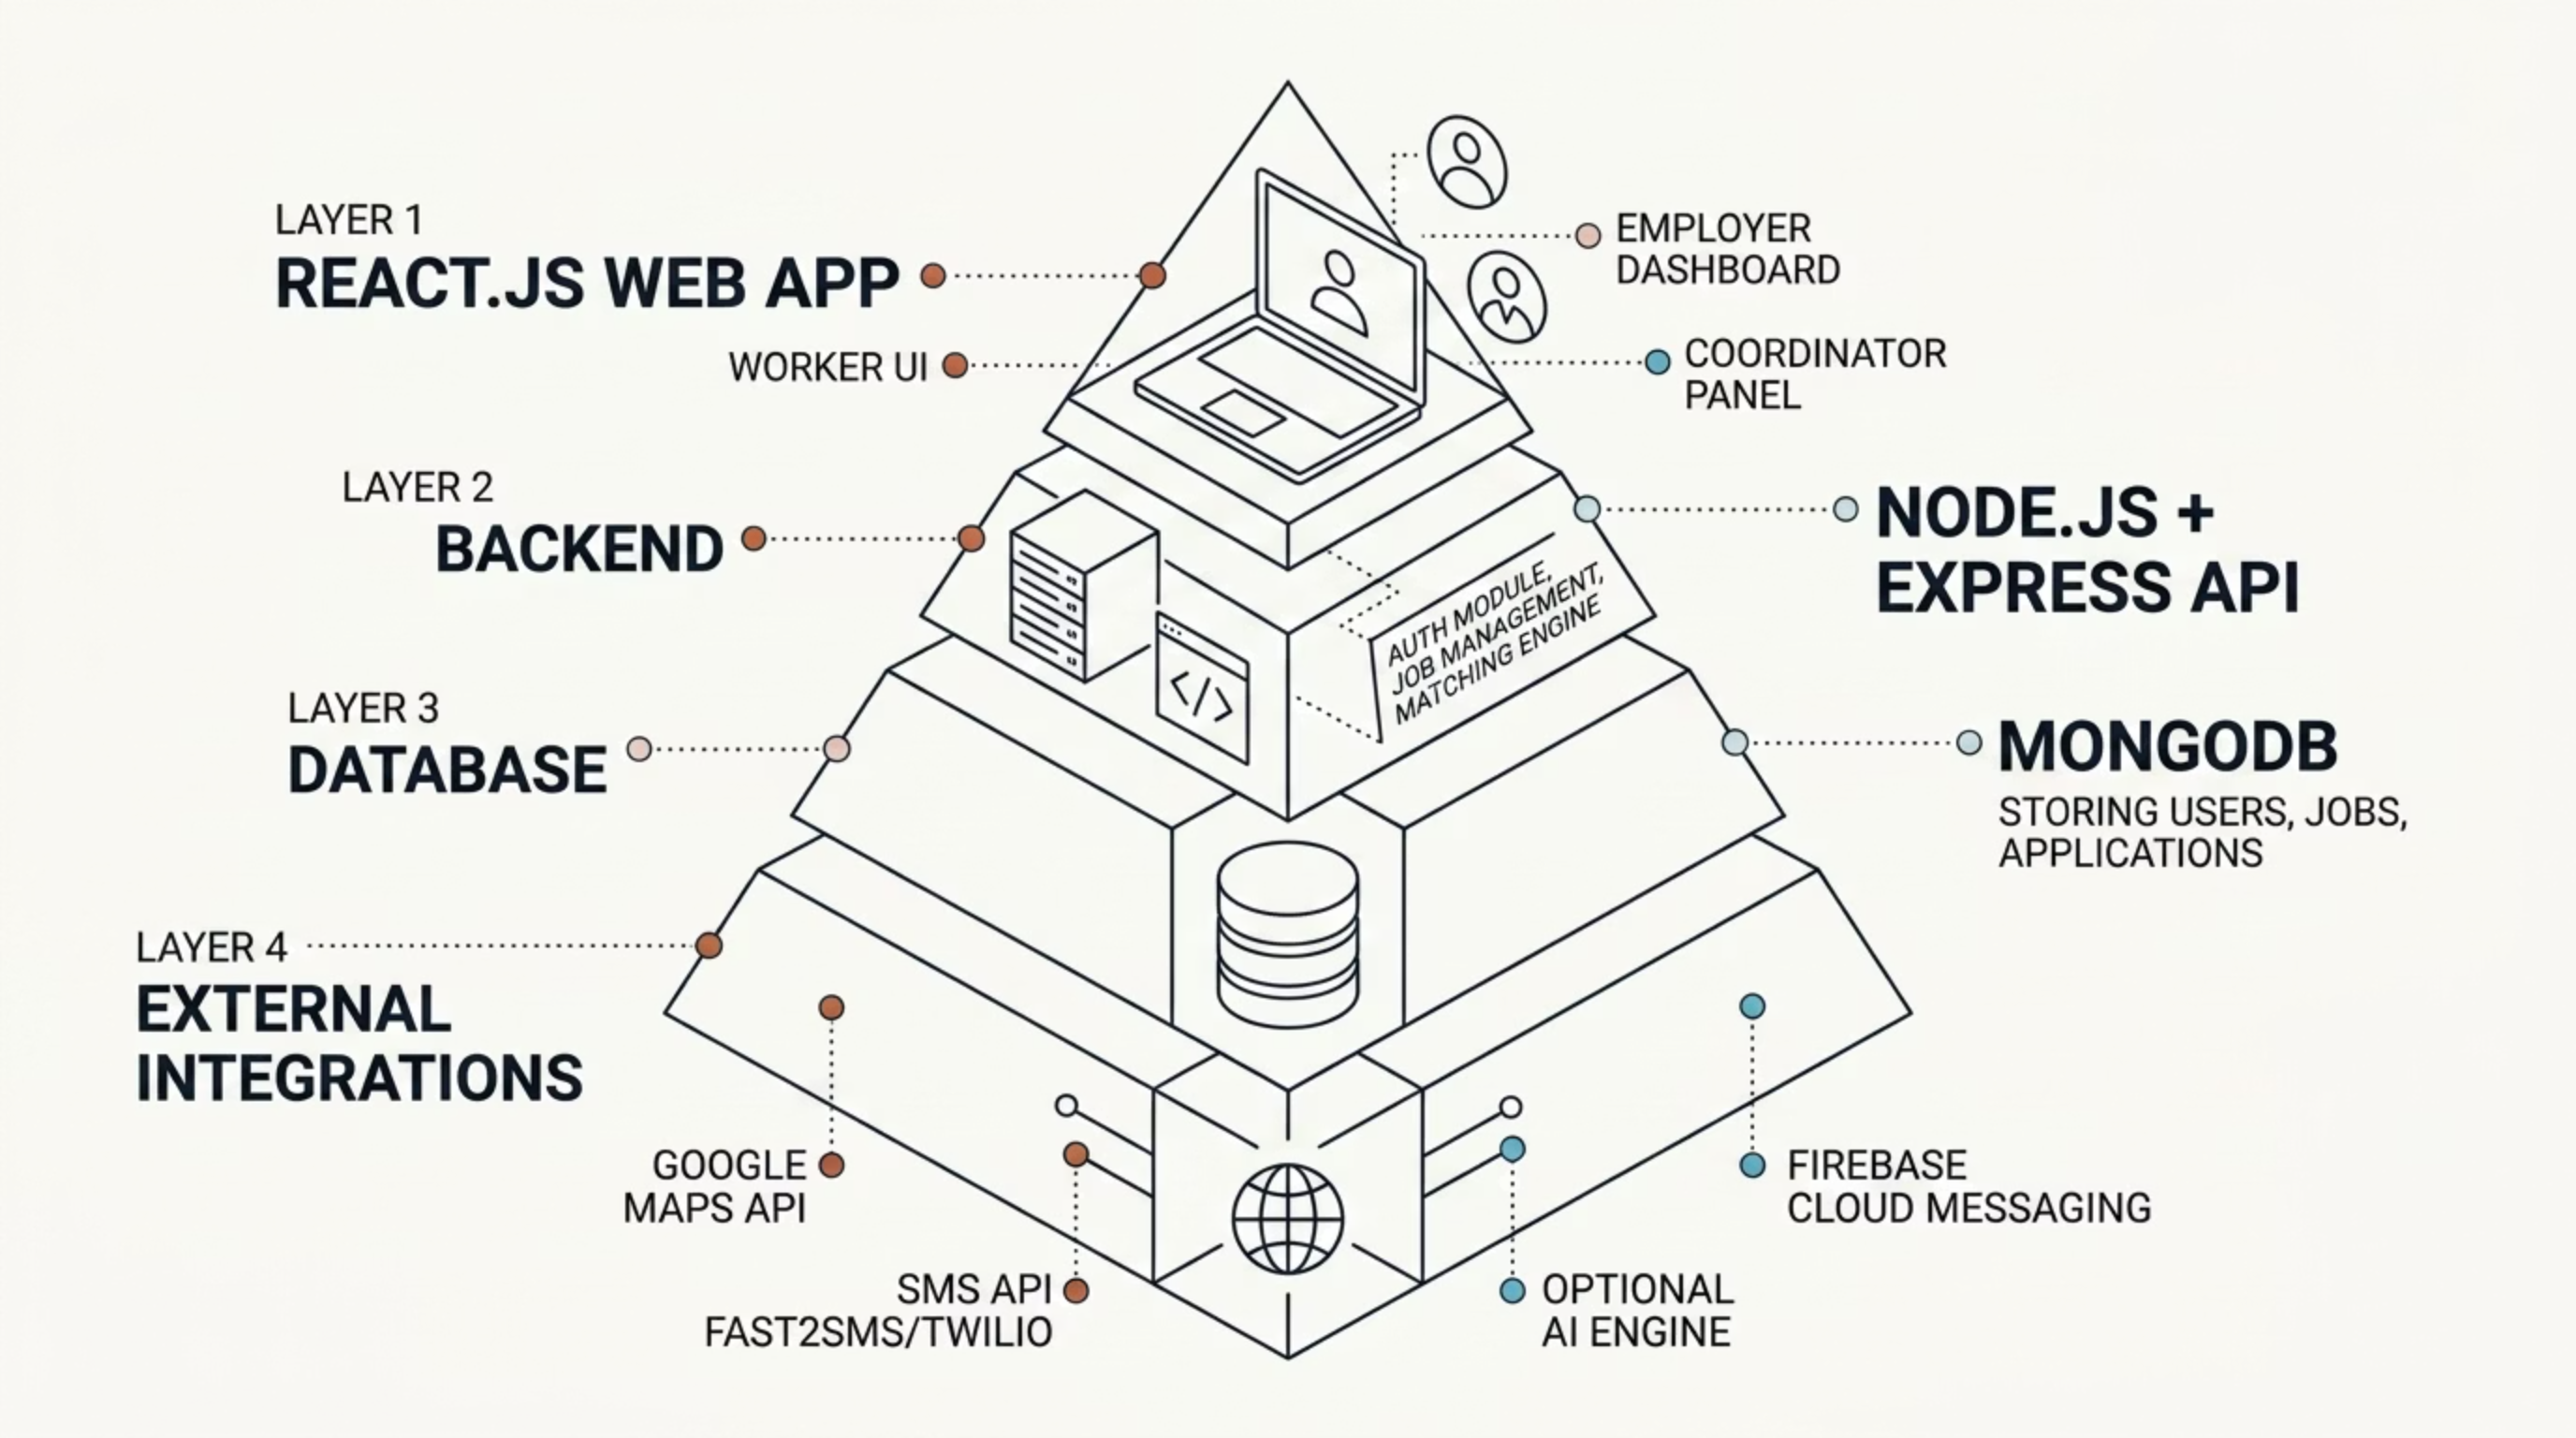 LAYER 1
REACT.JS WEB APP
WORKER UI
EMPLOYER
DASHBOARD
COORDINATOR
PANEL
LAYER 2
BACKEND
NODE.JS +
EXPRESS API
AUTH MODULE,
JOB MANAGEMENT,
MATCHING ENGINE
</>
LAYER 3
DATABASE
MONGODB
STORING USERS, JOBS,
APPLICATIONS
LAYER 4
EXTERNAL
INTEGRATIONS
GOOGLE
MAPS API
SMS API
FAST2SMS/TWILIO
OPTIONAL
AI ENGINE
FIREBASE
CLOUD MESSAGING